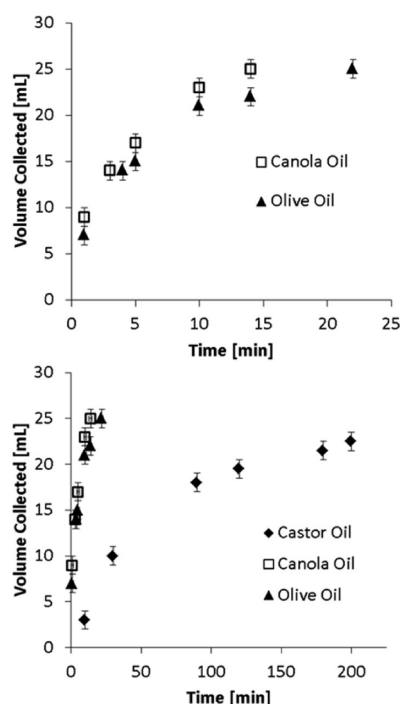 30
25
20
15
10
5
0
Volume Collected [mL]
Canola Oil
Olive Oil
0 5 10 15 20 25
Time [min]
30
25
20
15
10
5
0
Volume Collected [mL]
Castor Oil
Canola Oil
Olive Oil
0 50 100 150 200
Time [min]